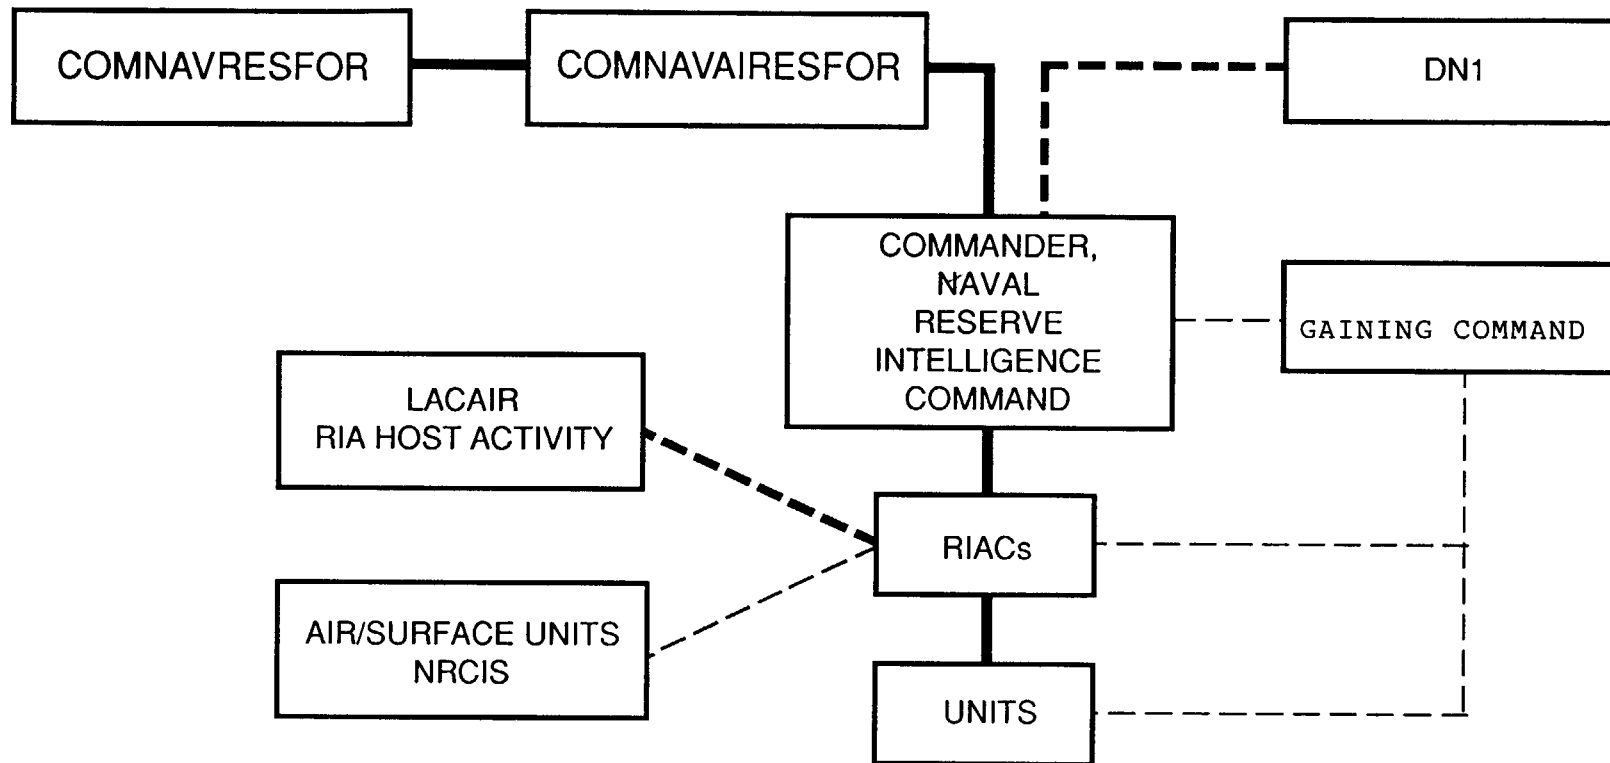 COMNAVRESFOR
COMNAVAIRESFOR
DN1
COMMANDER,
NAVAL
RESERVE
INTELLIGENCE
COMMAND
GAINING COMMAND
LACAIR
RIA HOST ACTIVITY
RIACs
AIR/SURFACE UNITS
NRCIS
UNITS